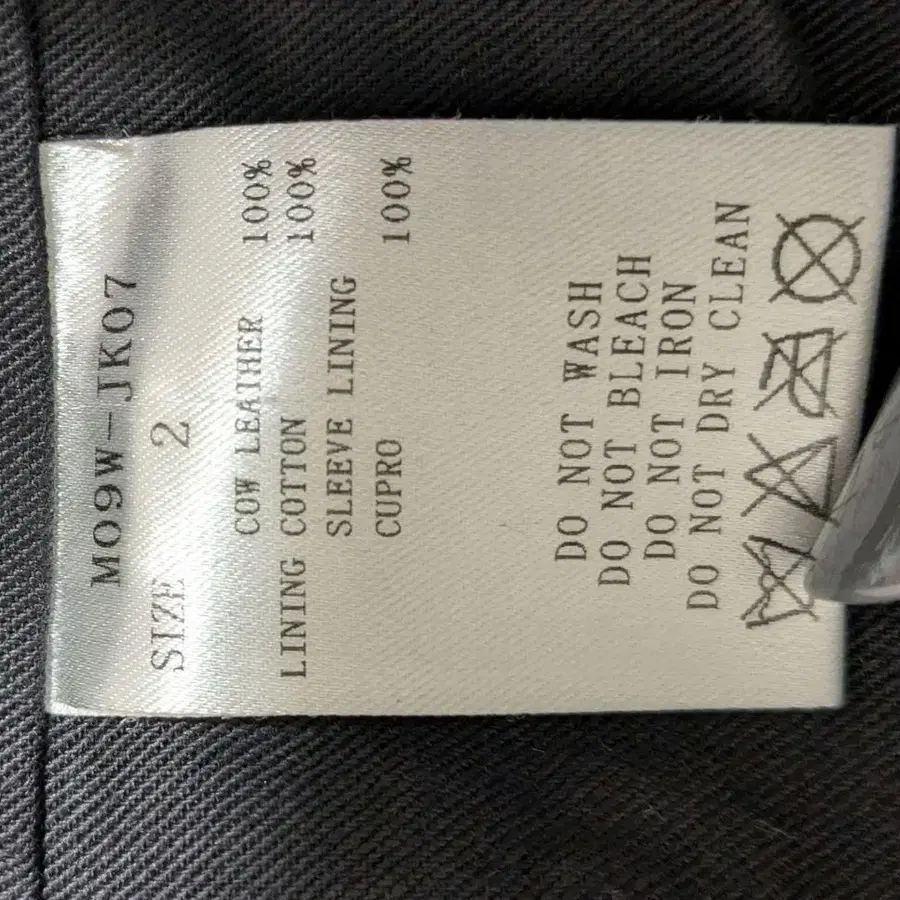 M09W-JK07
SIZE 2
COW LEATHER 100%
LINING COTTON 100%
SLEEVE LINING
CUPRO 100%
DO NOT WASH
DO NOT BLEACH
DO NOT IRON
DO NOT DRY CLEAN